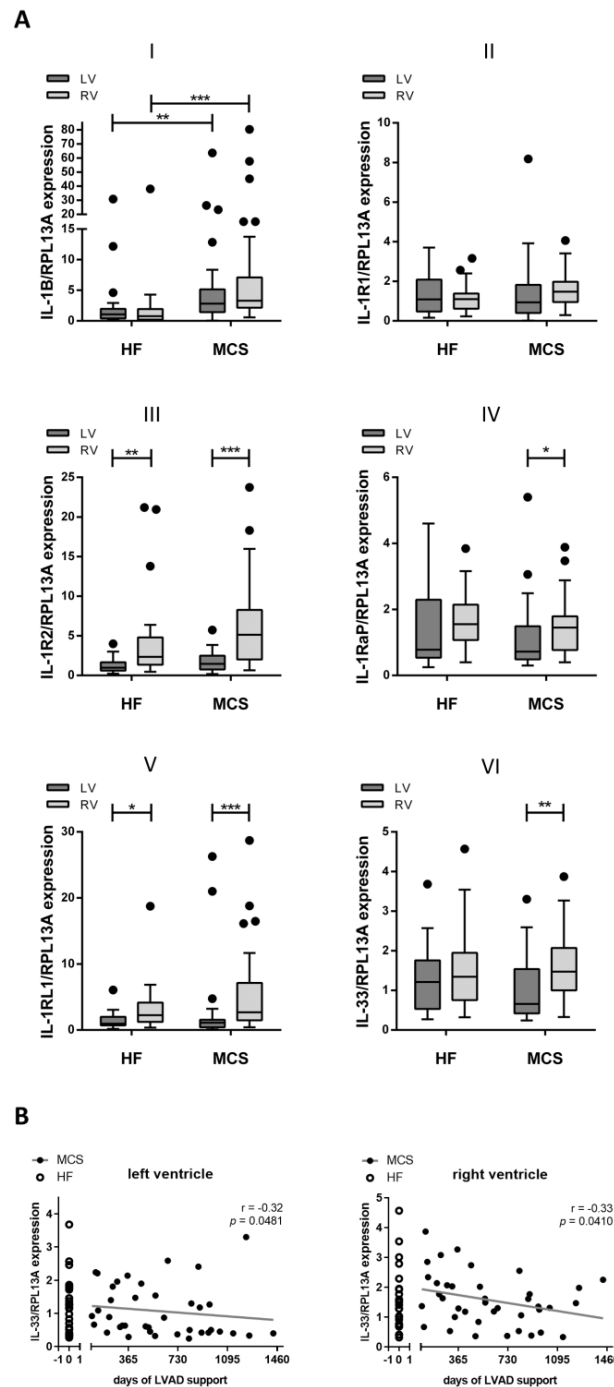 A
I
LV
RV
**
***
IL-1B/RPL13A expression
80
70
60
50
40
30
20
15
10
5
0
HF
MCS
II
LV
RV
IL-1R1/RPL13A expression
10
8
6
4
2
0
HF
MCS
III
LV
RV
**
***
IL-1R2/RPL13A expression
25
20
15
10
5
0
HF
MCS
IV
LV
RV
*
IL-1RaP/RPL13A expression
6
4
2
0
HF
MCS
V
LV
RV
*
***
IL-1RL1/RPL13A expression
30
20
10
0
HF
MCS
VI
LV
RV
**
IL-33/RPL13A expression
5
4
3
2
1
0
HF
MCS
B
MCS
HF
left ventricle
r = -0.32
p = 0.0481
IL-33/RPL13A expression
4
3
2
1
0
-1 0 1 365 730 1095 1460
days of LVAD support
MCS
HF
right ventricle
r = -0.33
p = 0.0410
IL-33/RPL13A expression
5
4
3
2
1
0
-1 0 1 365 730 1095 1460
days of LVAD support